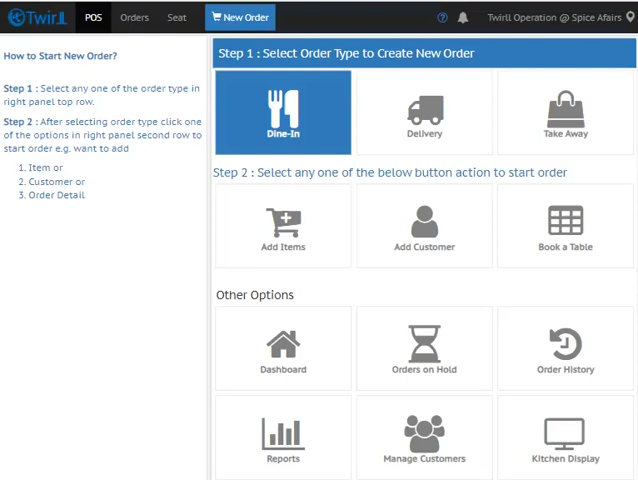 Twirll POS Orders Seat New Order Twirll Operation @ Spice Afairs
How to Start New Order?
Step 1 : Select any one of the order type in
right panel top row.
Step 2 : After selecting order type click one
of the options in right panel second row to
start order e.g. want to add
1. Item or
2. Customer or
3. Order Detail
Step 1 : Select Order Type to Create New Order
Dine-In Delivery Take Away
Step 2 : Select any one of the below button action to start order
Add Items Add Customer Book a Table
Other Options
Dashboard Orders on Hold Order History
Reports Manage Customers Kitchen Display